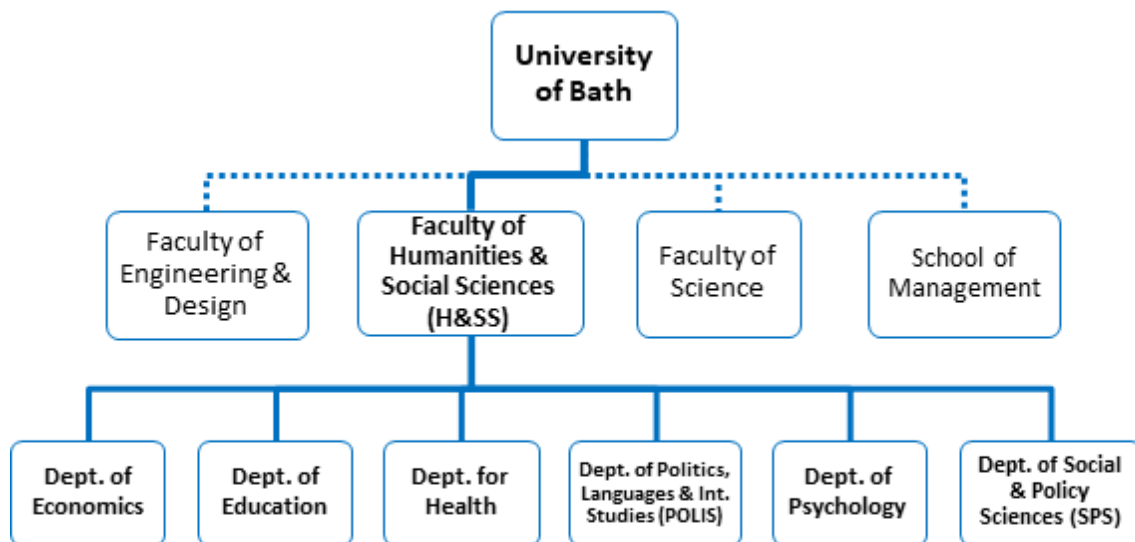 University
of Bath
Faculty of
Engineering &
Design
Faculty of
Humanities &
Social Sciences
(H&SS)
Faculty of
Science
School of
Management
Dept. of
Economics
Dept. of
Education
Dept. for
Health
Dept. of Politics,
Languages & Int.
Studies (POLIS)
Dept. of
Psychology
Dept. of Social
& Policy
Sciences (SPS)